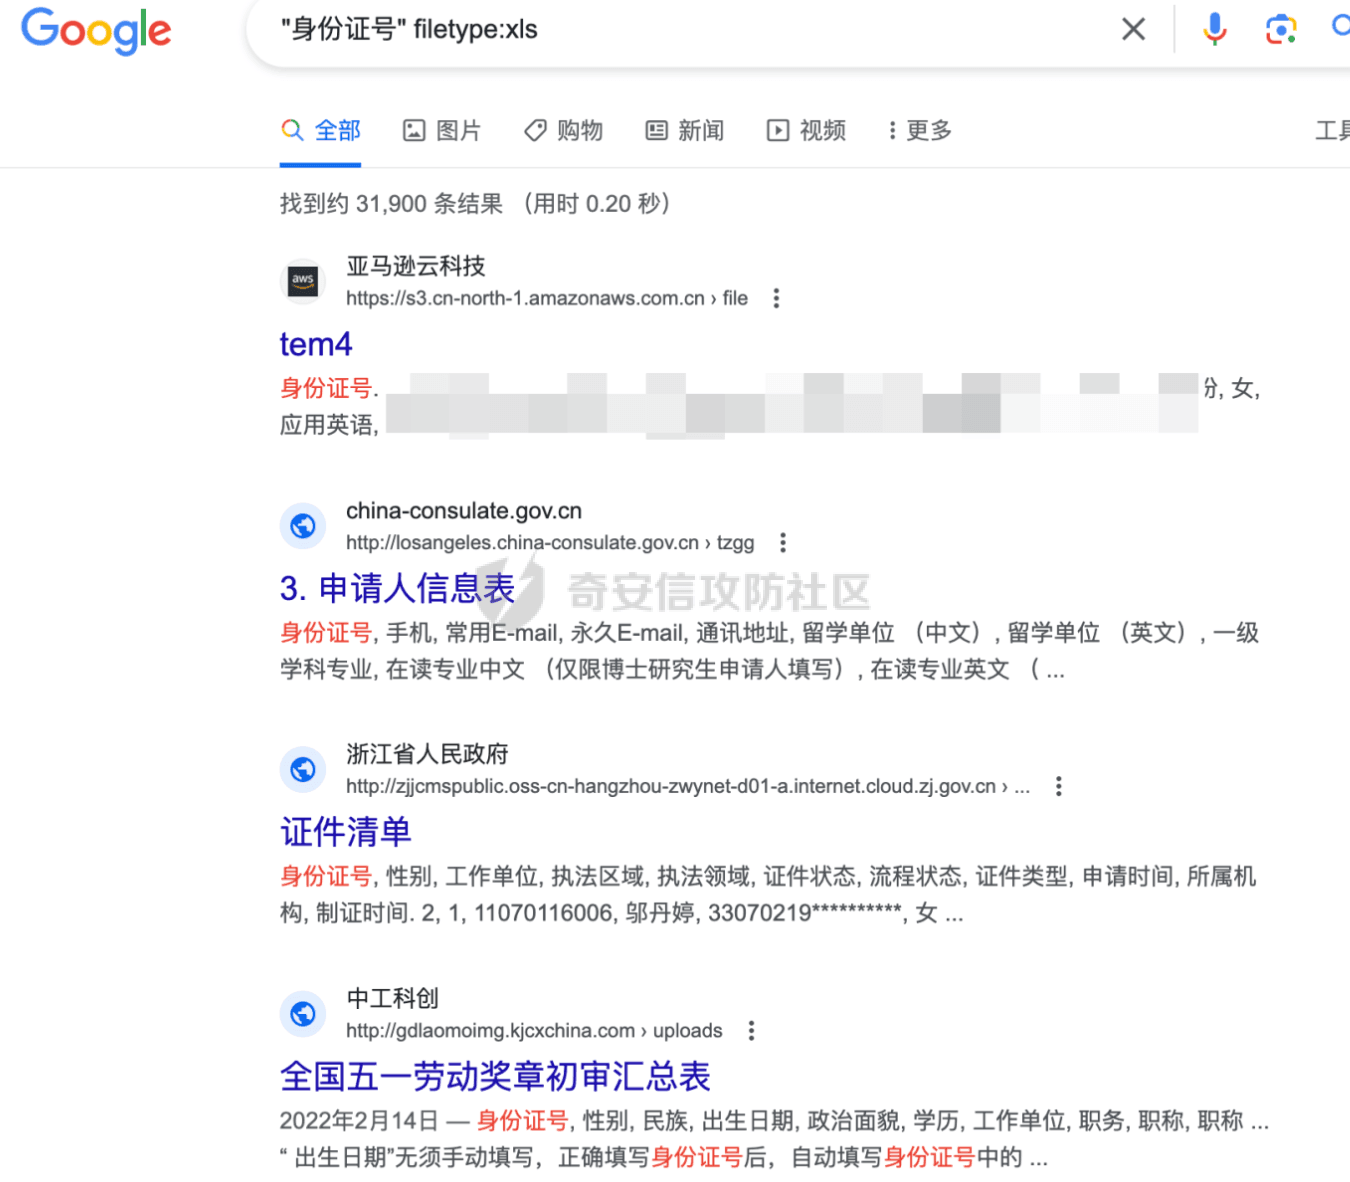 Google
"身份证号" filetype:xls
全部 图片 购物 新闻 视频 更多
找到约 31,900 条结果 （用时 0.20 秒）
aws
亚马逊云科技
https://s3.cn-north-1.amazonaws.com.cn › file
tem4
身份证号. 女,
应用英语,
china-consulate.gov.cn
http://losangeles.china-consulate.gov.cn › tzgg
3. 申请人信息表
奇安信攻防社区
身份证号, 手机, 常用E-mail, 永久E-mail, 通讯地址, 留学单位 （中文）, 留学单位 （英文）, 一级
学科专业, 在读专业中文 （仅限博士研究生申请人填写）, 在读专业英文 （ ...
浙江省人民政府
http://zjjcmspublic.oss-cn-hangzhou-zwynet-d01-a.internet.cloud.zj.gov.cn › ...
证件清单
身份证号, 性别, 工作单位, 执法区域, 执法领域, 证件状态, 流程状态, 证件类型, 申请时间, 所属机
构, 制证时间. 2, 1, 11070116006, 邬丹婷, 33070219**********, 女 ...
中工科创
http://gdlaomoimg.kjcxchina.com › uploads
全国五一劳动奖章初审汇总表
2022年2月14日 — 身份证号, 性别, 民族, 出生日期, 政治面貌, 学历, 工作单位, 职务, 职称, 职称 ...
“ 出生日期”无须手动填写，正确填写身份证号后，自动填写身份证号中的 ...